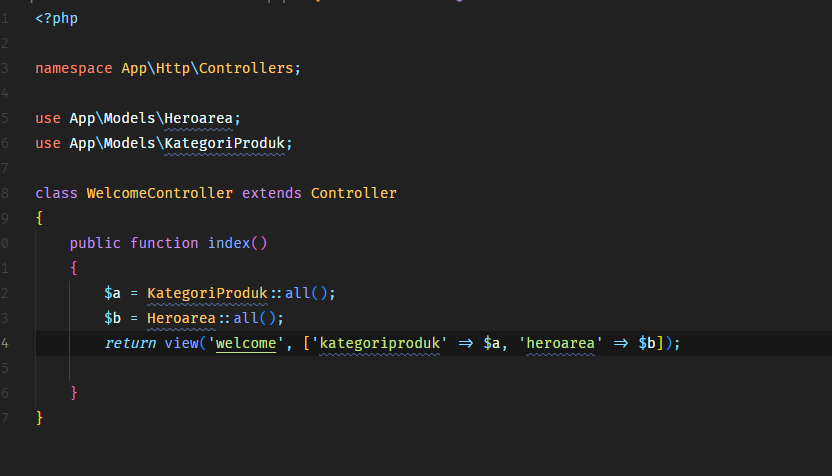 1 <?php
2
3 namespace App\Http\Controllers;
4
5 use App\Models\Heroarea;
6 use App\Models\KategoriProduk;
7
8 class WelcomeController extends Controller
9 {
0 public function index()
1 {
2 $a = KategoriProduk::all();
3 $b = Heroarea::all();
4 return view('welcome', ['kategoriproduk' => $a, 'heroarea' => $b]);
5
6 }
7 }